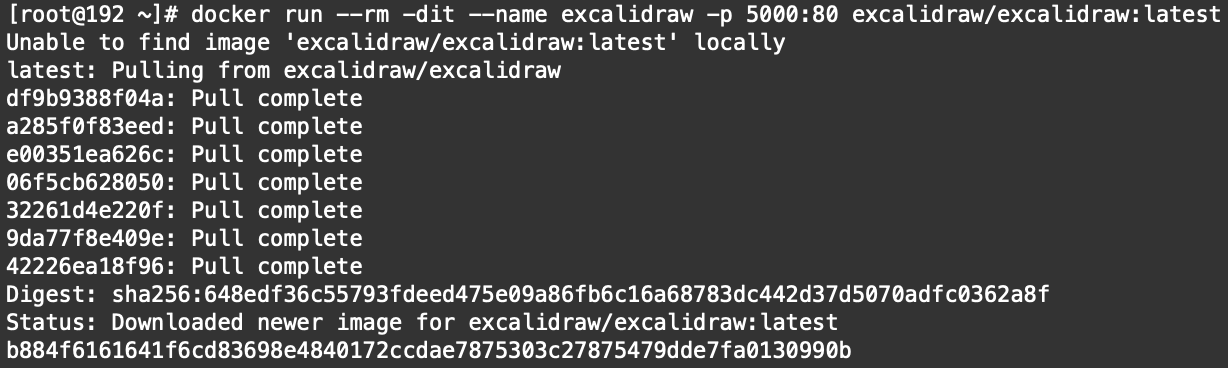 [root@192 ~]# docker run --rm -dit --name excalidraw -p 5000:80 excalidraw/excalidraw:latest
Unable to find image 'excalidraw/excalidraw:latest' locally
latest: Pulling from excalidraw/excalidraw
df9b9388f04a: Pull complete
a285f0f83eed: Pull complete
e00351ea626c: Pull complete
06f5cb628050: Pull complete
32261d4e220f: Pull complete
9da77f8e409e: Pull complete
42226ea18f96: Pull complete
Digest: sha256:648edf36c55793fdeed475e09a86fb6c16a68783dc442d37d5070adfc0362a8f
Status: Downloaded newer image for excalidraw/excalidraw:latest
b884f6161641f6cd83698e4840172ccdae7875303c27875479dde7fa0130990b